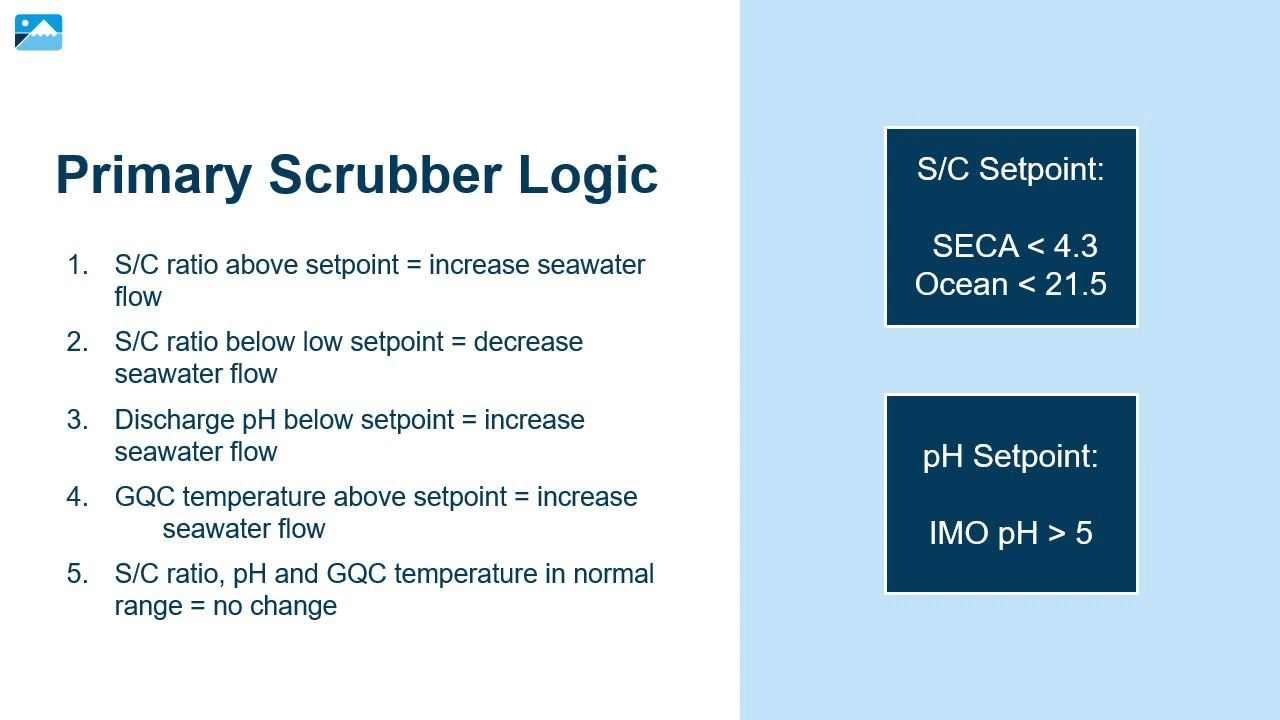 Primary Scrubber Logic
1. S/C ratio above setpoint = increase seawater
flow
2. S/C ratio below low setpoint = decrease
seawater flow
3. Discharge pH below setpoint = increase
seawater flow
4. GQC temperature above setpoint = increase
seawater flow
5. S/C ratio, pH and GQC temperature in normal
range = no change
S/C Setpoint:
SECA < 4.3
Ocean < 21.5
pH Setpoint:
IMO pH > 5